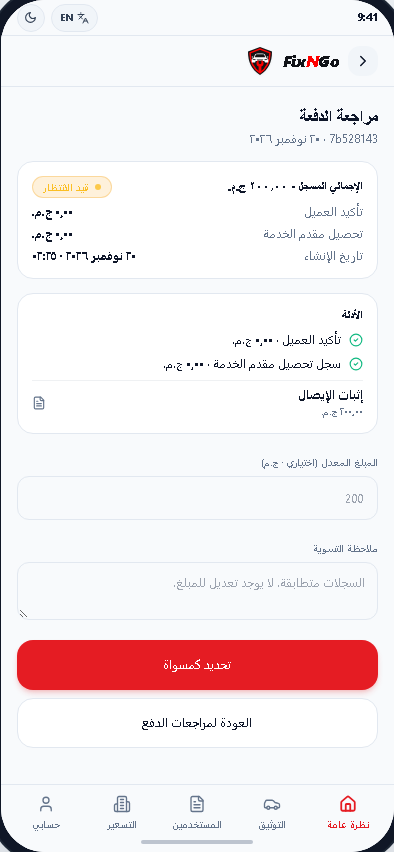 9:41
EN
FixNGo
مراجعة الدفعة
7b528143 · ٢٠ نوفمبر ٢٠٢٦
الإجمالي المسجل · ٢٠٠٫٠٠ ج.م.
قيد الانتظار
تأكيد العميل
٠٫٠٠ ج.م.
تحصيل مقدم الخدمة
٠٫٠٠ ج.م.
تاريخ الإنشاء
٢٠ نوفمبر ٢٠٢٦ · ٠٢:٢٥
الأدلة
تأكيد العميل · ٠٫٠٠ ج.م.
سجل تحصيل مقدم الخدمة · ٠٫٠٠ ج.م.
إثبات الإيصال
٢٠٠٫٠٠ ج.م.
المبلغ المعدل (اختياري · ج.م)
200
ملاحظة التسوية
السجلات متطابقة. لا يوجد تعديل للمبلغ.
تحديد كمسواة
العودة لمراجعات الدفع
نظرة عامة
التوثيق
المستخدمين
التسعير
حسابي